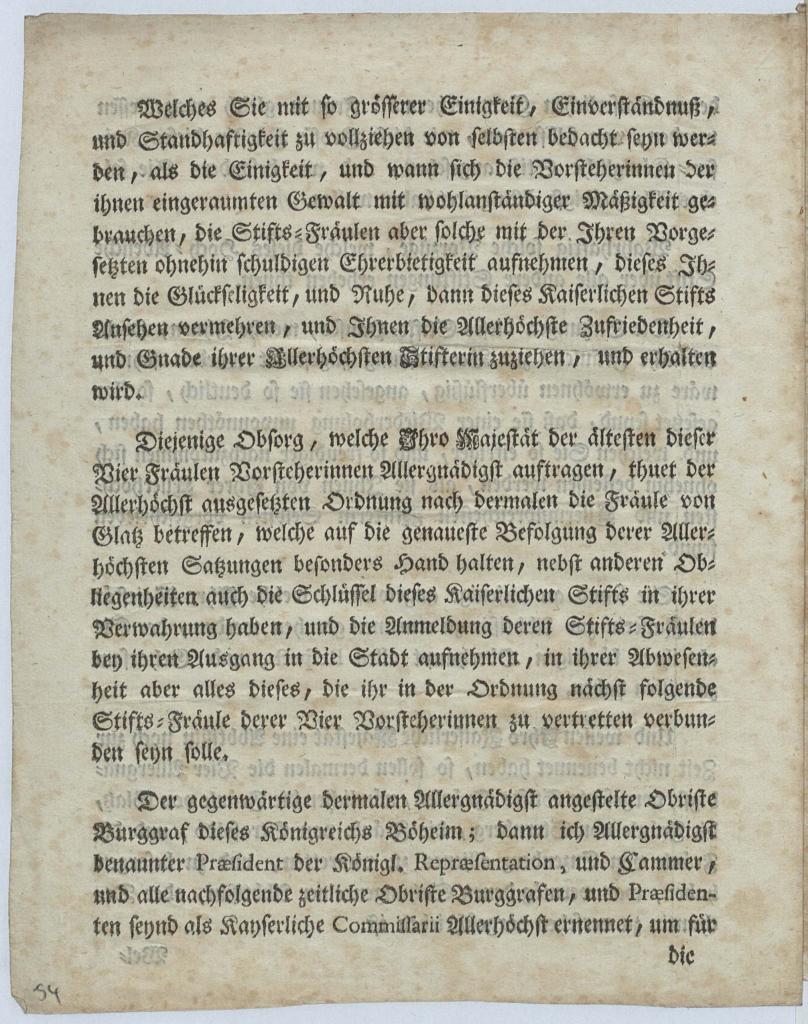 Welches Sie mit so grösserer Einigkeit, Einverständnuß,
und Standhaftigkeit zu vollziehen von selbsten bedacht seyn wer-
den, als die Einigkeit, und wann sich die Vorsteherinnen der
ihnen eingeraumten Gewalt mit wohlanständiger Mäßigkeit ge-
brauchen, die Stifts-Fräulen aber solche mit der Ihren Vorge-
setzten ohnehin schuldigen Ehrerbietigkeit aufnehmen, dieses Ih-
nen die Glückseligkeit, und Ruhe, dann dieses Kaiserlichen Stifts
Ansehen vermehren, und Ihnen die Allerhöchste Zufriedenheit,
und Gnade ihrer Allerhöchsten Stifterin zuziehen, und erhalten
wird.
Diejenige Obsorg, welche Ihro Majestät der ältesten dieser
Vier Fräulen Vorsteherinnen Allergnädigst auftragen, thuet der
Allerhöchst ausgesetzten Ordnung nach dermalen die Fräule von
Glatz betreffen, welche auf die genaueste Befolgung derer Aller-
höchsten Satzungen besonders Hand halten, nebst anderen Ob-
liegenheiten auch die Schlüssel dieses Kaiserlichen Stifts in ihrer
Verwahrung haben, und die Anmeldung deren Stifts-Fräulen
bey ihren Ausgang in die Stadt aufnehmen, in ihrer Abwesen-
heit aber alles dieses, die ihr in der Ordnung nächst folgende
Stifts-Fräule derer Vier Vorsteherinnen zu vertretten verbun-
den seyn solle.
Der gegenwärtige dermalen Allergnädigst angestelte Obriste
Burggraf dieses Königreichs Böheim; dann ich Allergnädigst
benannter Præsident der Königl. Repræsentation, und Cammer,
und alle nachfolgende zeitliche Obriste Burggrafen, und Præsiden-
ten seynd als Kayserliche Commissarii Allerhöchst ernennet, um für
die
54